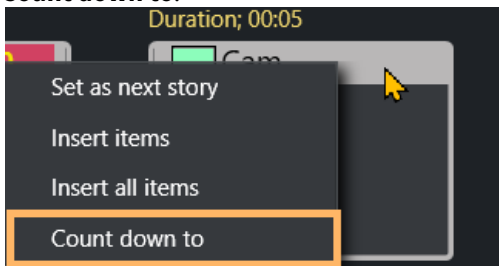 Duration; 00:05
Cam
Set as next story
Insert items
Insert all items
Count down to